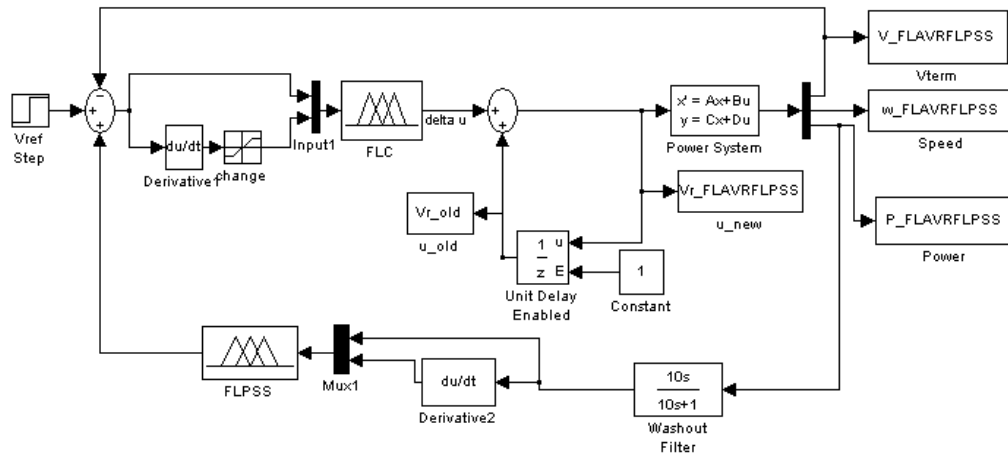 V_FLAVRFLPSS
Vterm
Vref
Step
−
+
+
du/dt
Derivative1
change
Input1
FLC
delta u
+
+
x' = Ax+Bu
y = Cx+Du
Power System
w_FLAVRFLPSS
Speed
Vr_old
u_old
Vr_FLAVRFLPSS
u_new
P_FLAVRFLPSS
Power
1
z
u
E
Unit Delay
Enabled
1
Constant
FLPSS
Mux1
du/dt
Derivative2
10s
10s+1
Washout
Filter